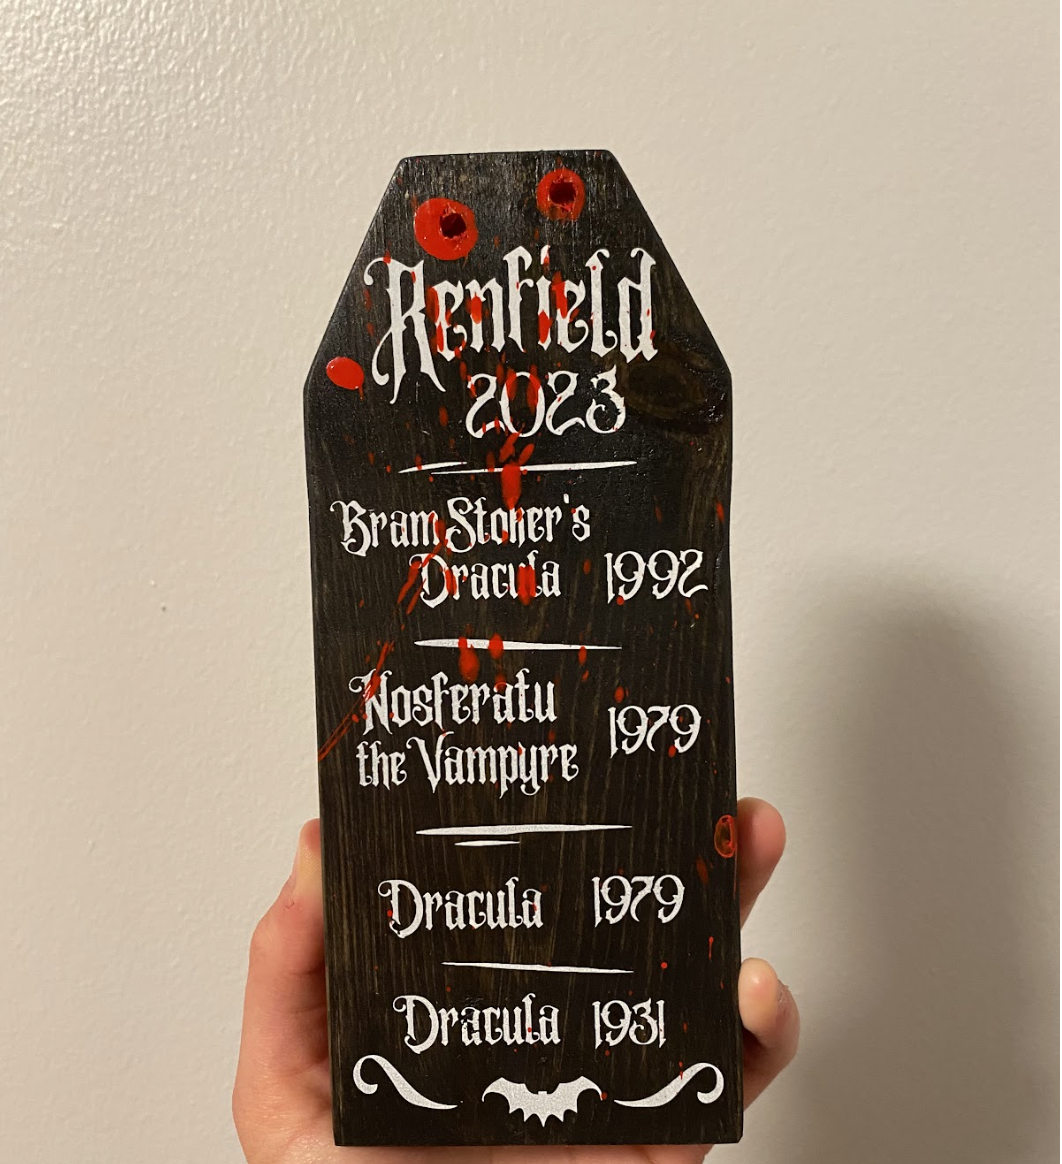 Renfield
2023
Bram Stoker's
Dracula 1992
Nosferatu
the Vampyre 1979
Dracula 1979
Dracula 1931